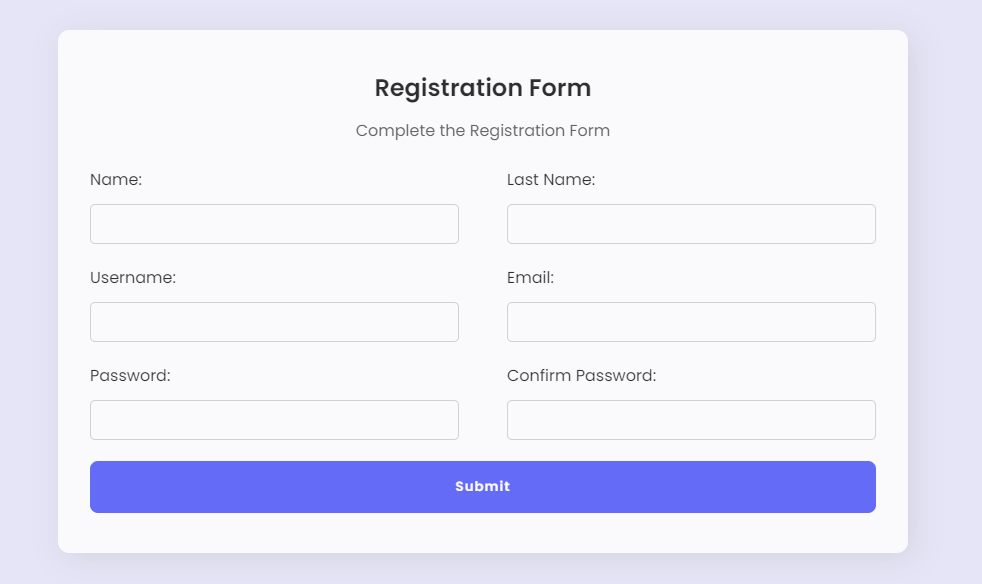 Registration Form
Complete the Registration Form
Name:
Last Name:
Username:
Email:
Password:
Confirm Password:
Submit